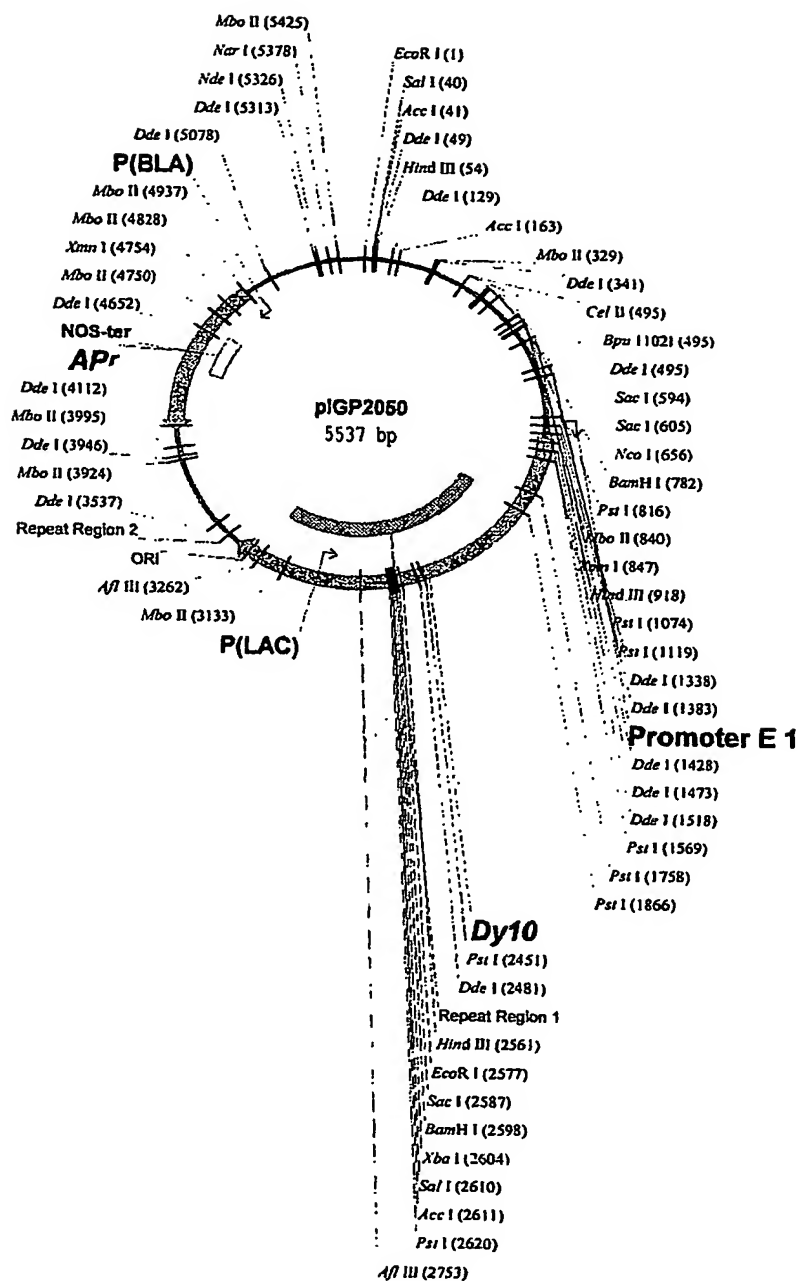 Mbo II (5425)
Nar I (5378)
Nde I (5326)
Dde I (5313)
Dde I (5078)
P(BLA)
Mbo II (4937)
Mbo II (4828)
Xmn I (4754)
Mbo II (4750)
Dde I (4652)
NOS-ter
APr
Dde I (4112)
Mbo II (3995)
Dde I (3946)
Mbo II (3924)
Dde I (3537)
Repeat Region 2
ORI
Afl III (3262)
Mbo II (3133)
P(LAC)
pIGP2050
5537 bp
EcoR I (1)
Sal I (40)
Acc I (41)
Dde I (49)
Hind III (54)
Dde I (129)
Acc I (163)
Mbo II (329)
Dde I (341)
Cel II (495)
Bpu 1102I (495)
Dde I (495)
Sac I (594)
Sac I (605)
Nco I (656)
BamH I (782)
Pst I (816)
Mbo II (840)
Xmn I (847)
Hind III (918)
Pst I (1074)
Pst I (1119)
Dde I (1338)
Dde I (1383)
Promoter E 1
Dde I (1428)
Dde I (1473)
Dde I (1518)
Pst I (1569)
Pst I (1758)
Pst I (1866)
Dy10
Pst I (2451)
Dde I (2481)
Repeat Region 1
Hind III (2561)
EcoR I (2577)
Sac I (2587)
BamH I (2598)
Xba I (2604)
Sal I (2610)
Acc I (2611)
Pst I (2620)
Afl III (2753)